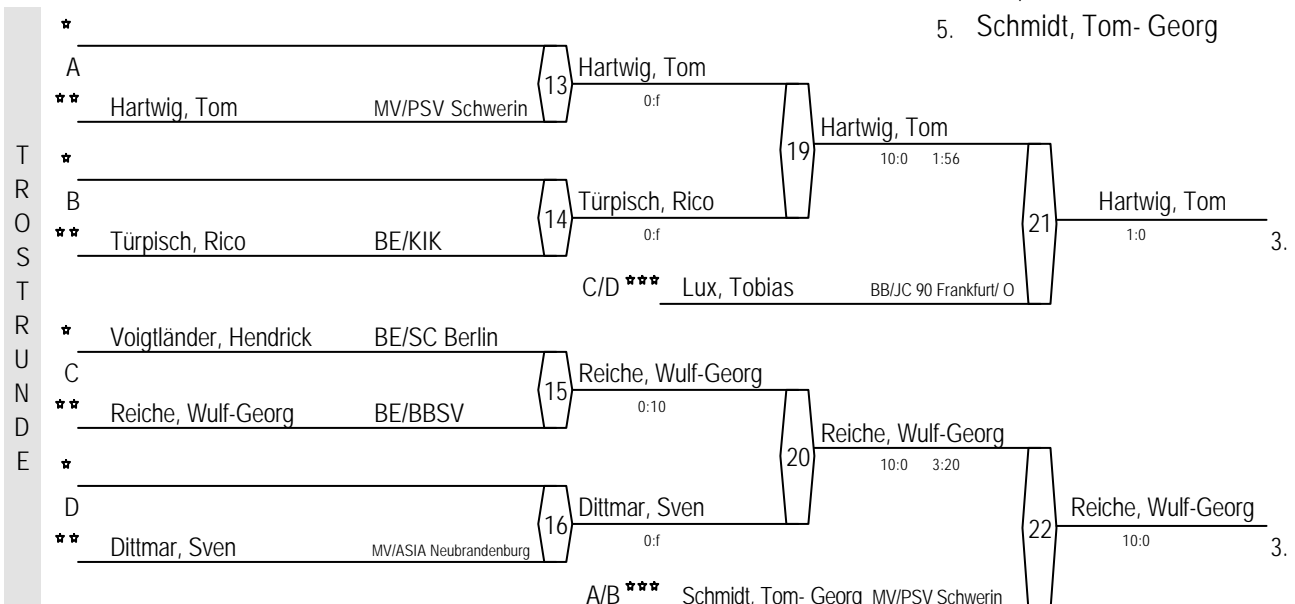 5. Schmidt, Tom- Georg
TROSTRUNDE
*
A
13
Hartwig, Tom
** Hartwig, Tom MV/PSV Schwerin
0:f
Hartwig, Tom
19
10:0 1:56
*
B
14
Türpisch, Rico
** Türpisch, Rico BE/KIK
0:f
21
Hartwig, Tom
1:0
3.
C/D *** Lux, Tobias BB/JC 90 Frankfurt/ O
* Voigtländer, Hendrick BE/SC Berlin
C
15
Reiche, Wulf-Georg
** Reiche, Wulf-Georg BE/BBSV
0:10
Reiche, Wulf-Georg
20
10:0 3:20
*
D
16
Dittmar, Sven
** Dittmar, Sven MV/ASIA Neubrandenburg
0:f
22
Reiche, Wulf-Georg
10:0
3.
A/B *** Schmidt, Tom- Georg MV/PSV Schwerin